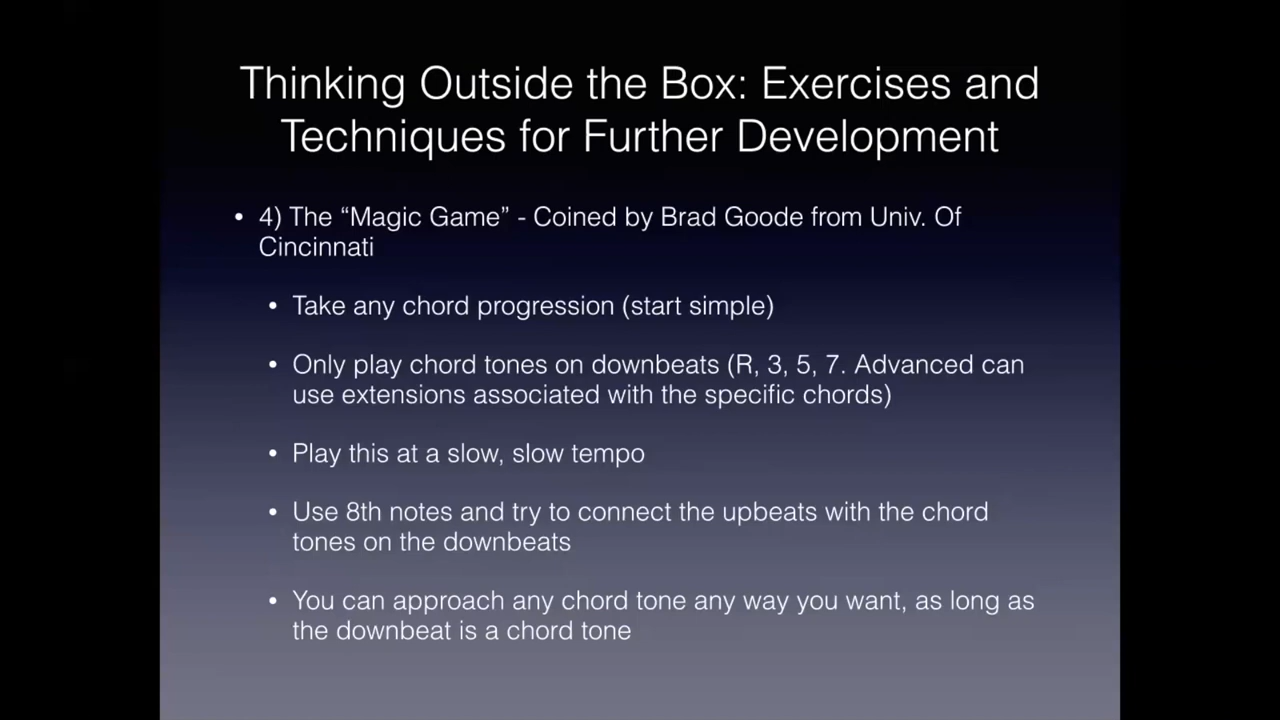 Thinking Outside the Box: Exercises and
Techniques for Further Development
• 4) The “Magic Game” - Coined by Brad Goode from Univ. Of
Cincinnati
• Take any chord progression (start simple)
• Only play chord tones on downbeats (R, 3, 5, 7. Advanced can
use extensions associated with the specific chords)
• Play this at a slow, slow tempo
• Use 8th notes and try to connect the upbeats with the chord
tones on the downbeats
• You can approach any chord tone any way you want, as long as
the downbeat is a chord tone